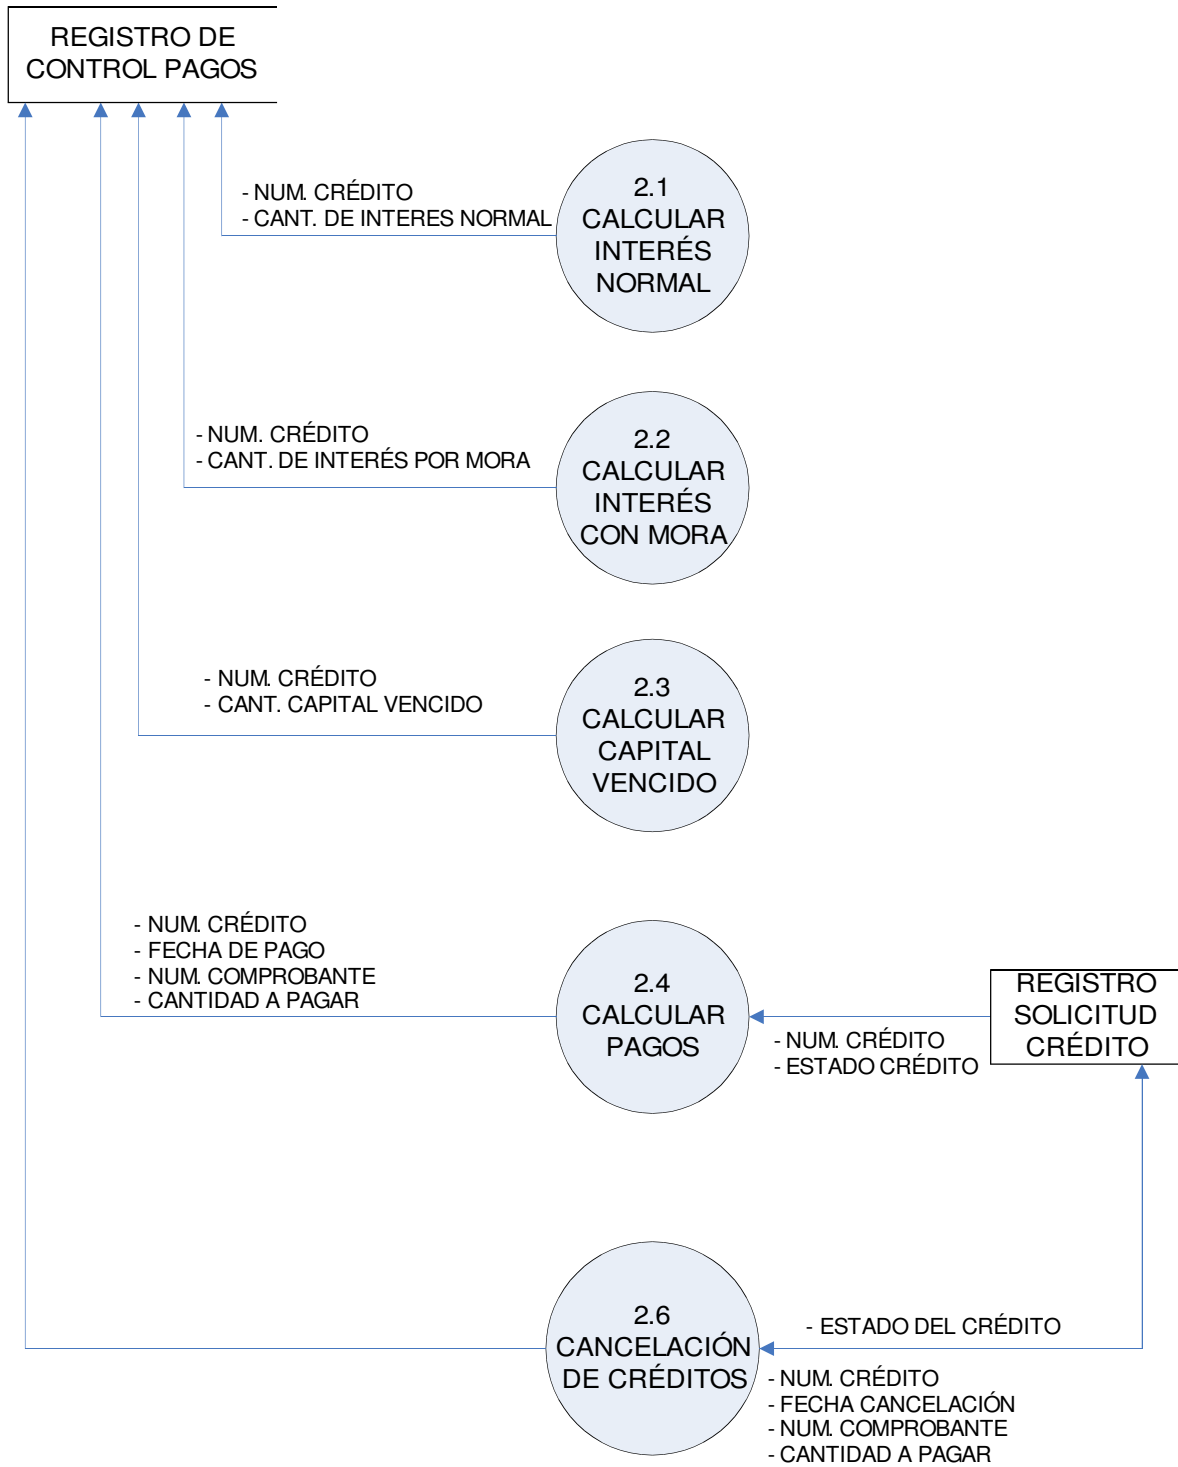 REGISTRO DE
CONTROL PAGOS
- NUM. CRÉDITO
- CANT. DE INTERES NORMAL
2.1
CALCULAR
INTERÉS
NORMAL
- NUM. CRÉDITO
- CANT. DE INTERÉS POR MORA
2.2
CALCULAR
INTERÉS
CON MORA
- NUM. CRÉDITO
- CANT. CAPITAL VENCIDO
2.3
CALCULAR
CAPITAL
VENCIDO
- NUM. CRÉDITO
- FECHA DE PAGO
- NUM. COMPROBANTE
- CANTIDAD A PAGAR
2.4
CALCULAR
PAGOS
- NUM. CRÉDITO
- ESTADO CRÉDITO
REGISTRO
SOLICITUD
CRÉDITO
2.6
CANCELACIÓN
DE CRÉDITOS
- ESTADO DEL CRÉDITO
- NUM. CRÉDITO
- FECHA CANCELACIÓN
- NUM. COMPROBANTE
- CANTIDAD A PAGAR